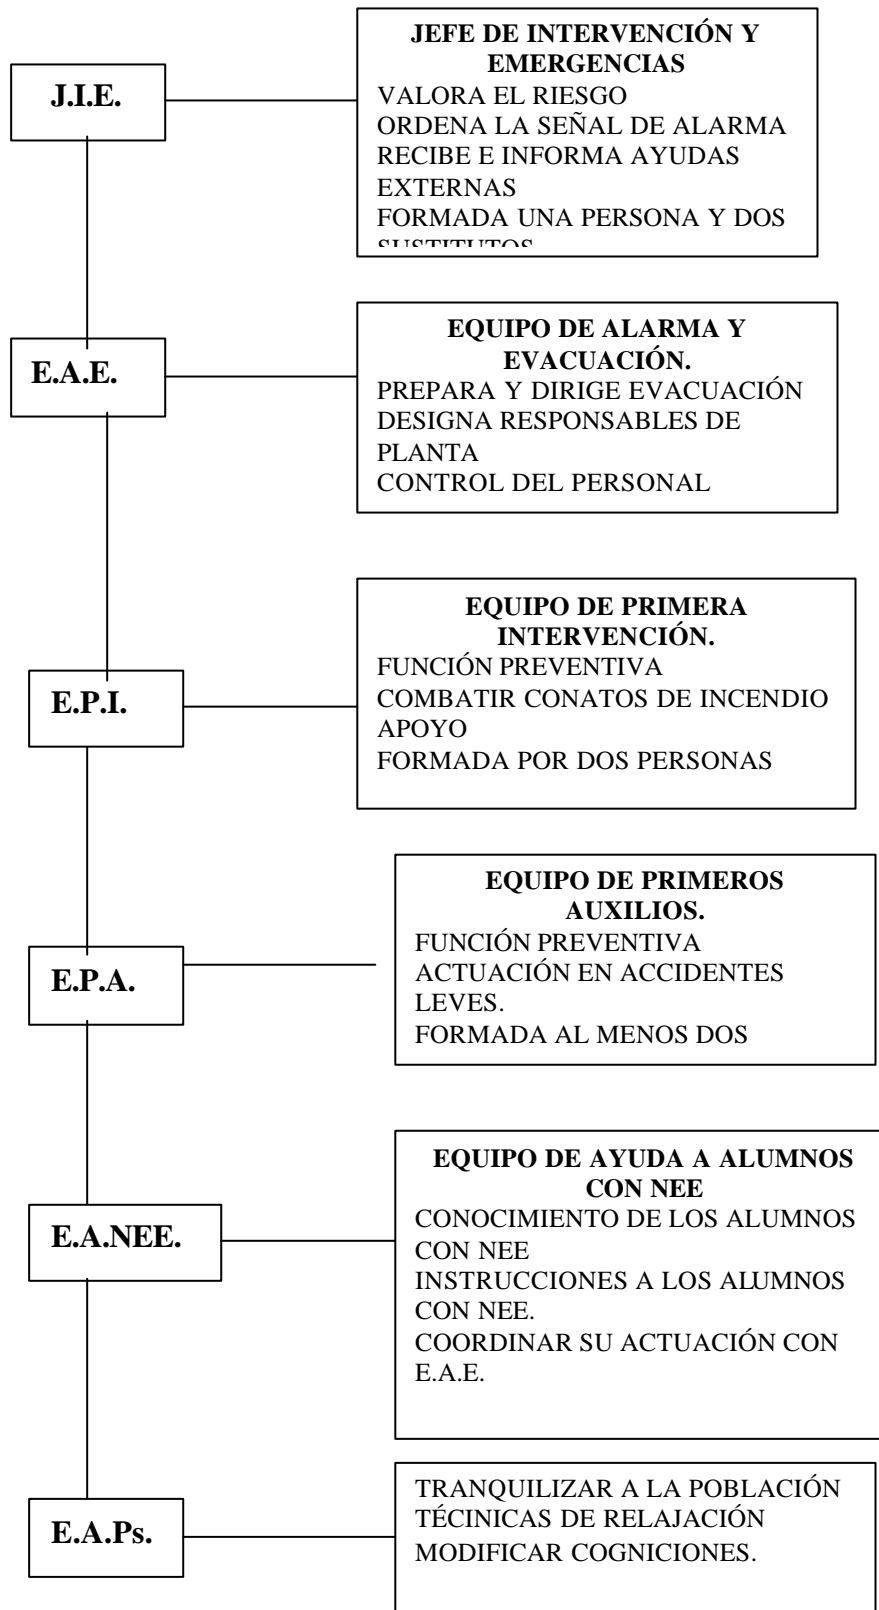 J.I.E.
JEFE DE INTERVENCIÓN Y
EMERGENCIAS
VALORA EL RIESGO
ORDENA LA SEÑAL DE ALARMA
RECIBE E INFORMA AYUDAS
EXTERNAS
FORMADA UNA PERSONA Y DOS
SUSTITUTOS
E.A.E.
EQUIPO DE ALARMA Y
EVACUACIÓN.
PREPARA Y DIRIGE EVACUACIÓN
DESIGNA RESPONSABLES DE
PLANTA
CONTROL DEL PERSONAL
E.P.I.
EQUIPO DE PRIMERA
INTERVENCIÓN.
FUNCIÓN PREVENTIVA
COMBATIR CONATOS DE INCENDIO
APOYO
FORMADA POR DOS PERSONAS
E.P.A.
EQUIPO DE PRIMEROS
AUXILIOS.
FUNCIÓN PREVENTIVA
ACTUACIÓN EN ACCIDENTES
LEVES.
FORMADA AL MENOS DOS
E.A.NEE.
EQUIPO DE AYUDA A ALUMNOS
CON NEE
CONOCIMIENTO DE LOS ALUMNOS
CON NEE
INSTRUCCIONES A LOS ALUMNOS
CON NEE.
COORDINAR SU ACTUACIÓN CON
E.A.E.
E.A.Ps.
TRANQUILIZAR A LA POBLACIÓN
TÉCINICAS DE RELAJACIÓN
MODIFICAR COGNICIONES.